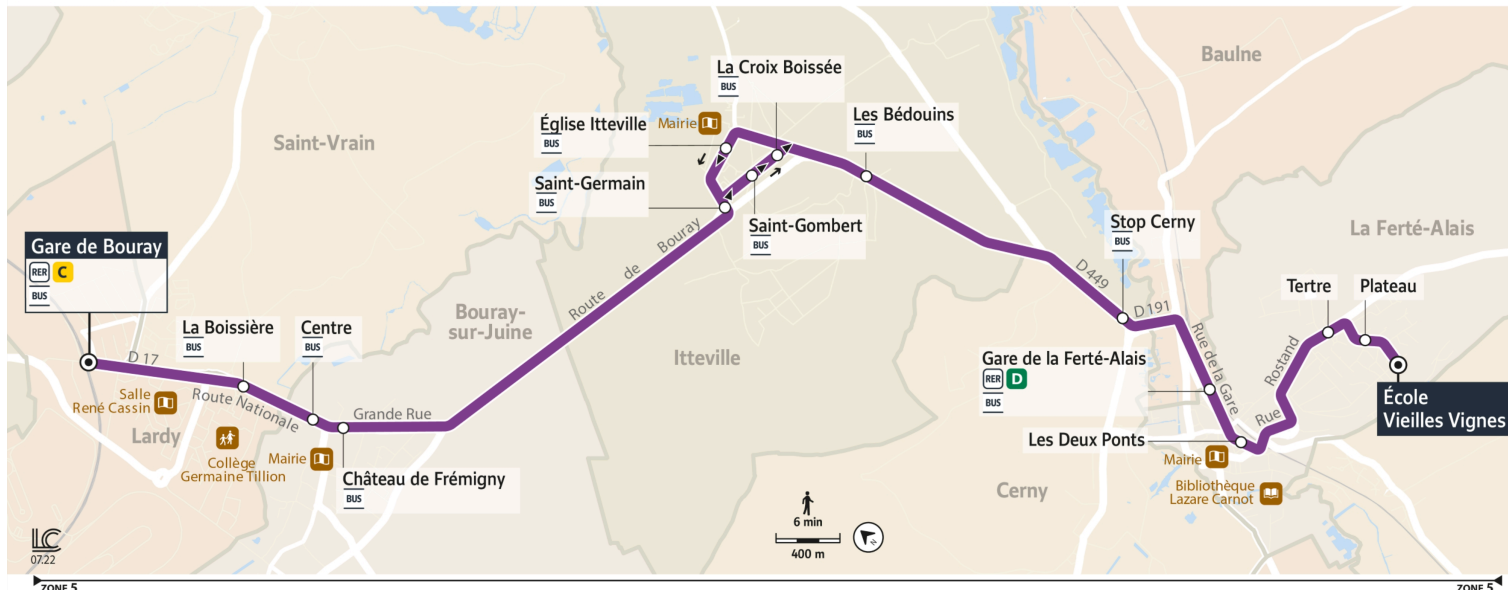 Baulne
La Croix Boissée
BUS
Les Bédouins
BUS
Église Itteville
BUS
Mairie
Saint-Vrain
Saint-Germain
BUS
Saint-Gombert
BUS
Stop Cerny
BUS
La Ferté-Alais
Gare de Bouray
RER C
BUS
Route de Bouray
D 449
Tertre
Plateau
La Boissière
BUS
Centre
BUS
Bouray-
sur-Juine
D 191
D 17
Itteville
Gare de la Ferté-Alais
RER D
BUS
Rue de la Gare
Rue Rostand
École
Vieilles Vignes
Salle
René Cassin
Route Nationale
Grande Rue
Lardy
Les Deux Ponts
Collège
Germaine Tillion
Mairie
Château de Frémigny
BUS
Mairie
Bibliothèque
Lazare Carnot
Cerny
6 min
400 m
N
LC
07.22
ZONE 5
ZONE 5